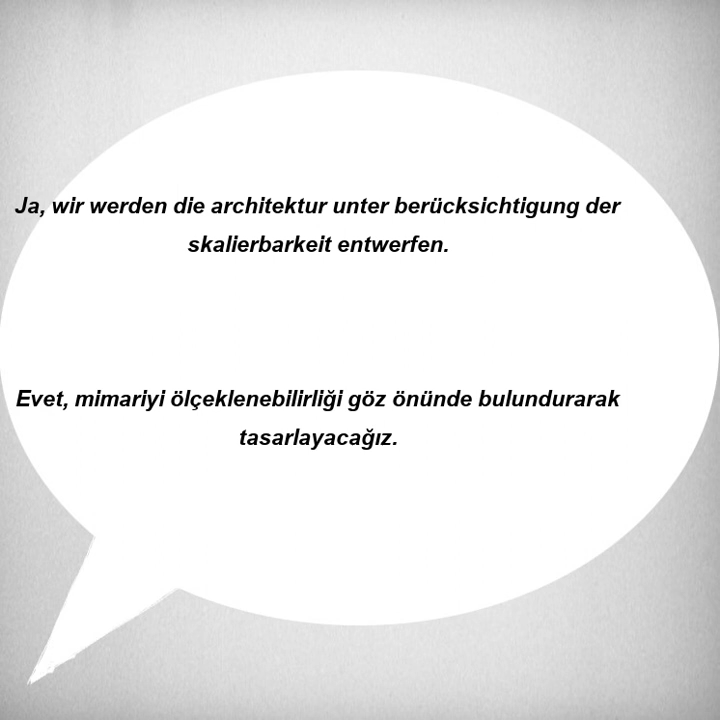 Ja, wir werden die architektur unter berücksichtigung der
skalierbarkeit entwerfen.
Evet, mimariyi ölçeklenebilirliği göz önünde bulundurarak
tasarlayacağız.